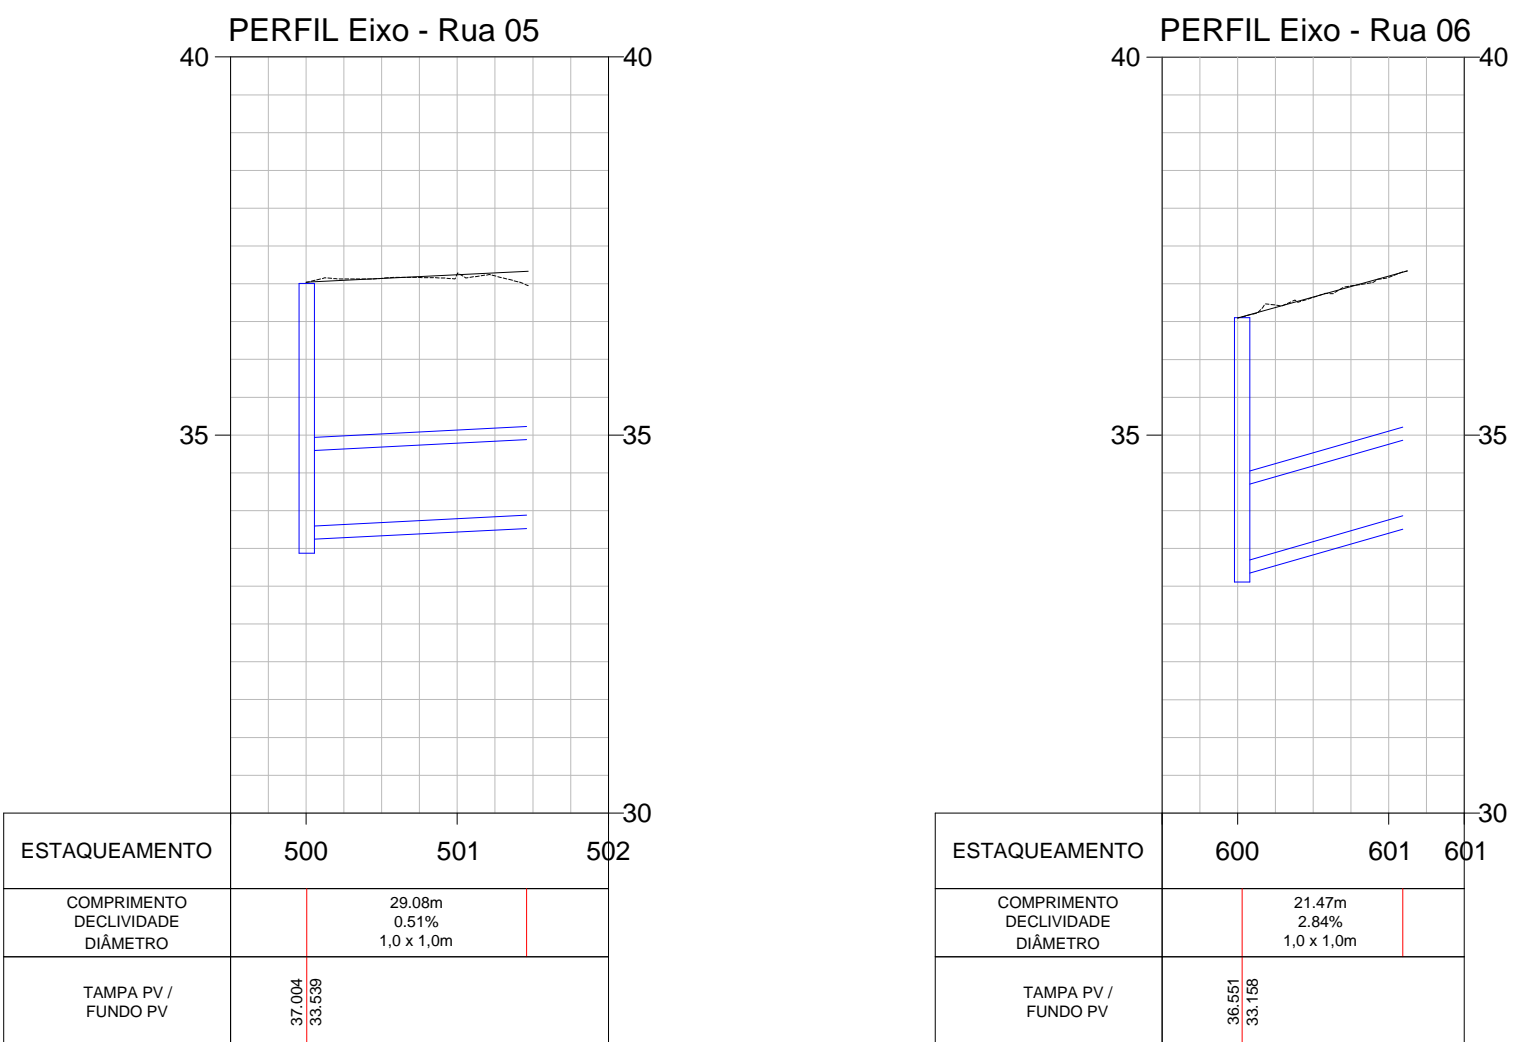 PERFIL Eixo - Rua 05
40
40
35
35
30
ESTAQUEAMENTO
500
501
502
COMPRIMENTO
DECLIVIDADE
DIÂMETRO
29.08m
0.51%
1,0 x 1,0m
TAMPA PV /
FUNDO PV
37.004
33.539
PERFIL Eixo - Rua 06
40
40
35
35
30
ESTAQUEAMENTO
600
601
601
COMPRIMENTO
DECLIVIDADE
DIÂMETRO
21.47m
2.84%
1,0 x 1,0m
TAMPA PV /
FUNDO PV
36.551
33.158